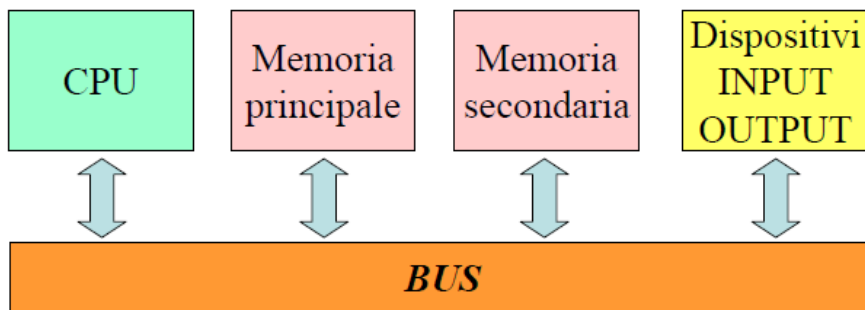 CPU
Memoria
principale
Memoria
secondaria
Dispositivi
INPUT
OUTPUT
BUS